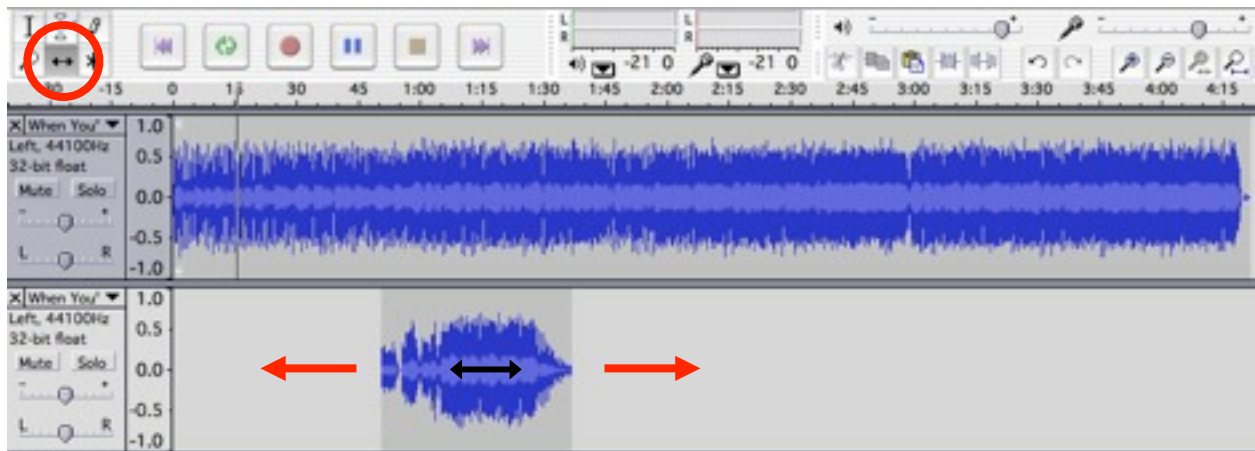 L
R
L
R
-21 0
-21 0
30 -15 0 15 30 45 1:00 1:15 1:30 1:45 2:00 2:15 2:30 2:45 3:00 3:15 3:30 3:45 4:00 4:15
X When You" 1.0
Left, 44100Hz
32-bit float 0.5
Mute Solo 0.0
- +
-0.5
L R
-1.0
X When You" 1.0
Left, 44100Hz
32-bit float 0.5
Mute Solo 0.0
- +
-0.5
L R
-1.0